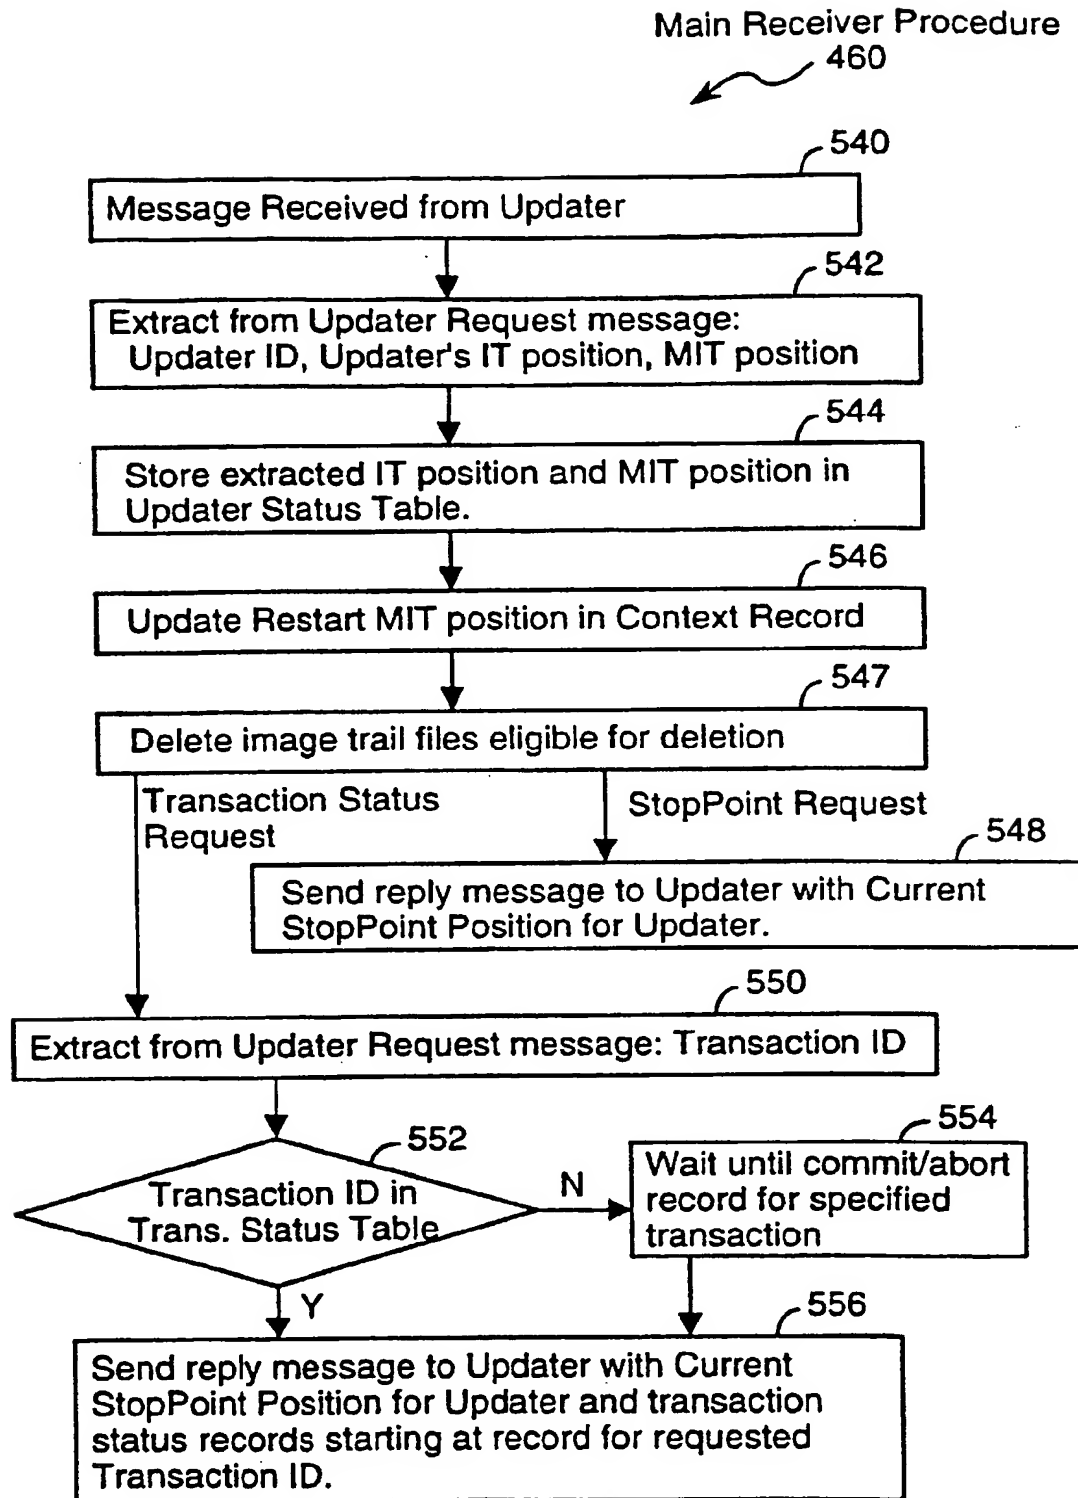 Main Receiver Procedure
460
540
Message Received from Updater
542
Extract from Updater Request message:
Updater ID, Updater's IT position, MIT position
544
Store extracted IT position and MIT position in
Updater Status Table.
546
Update Restart MIT position in Context Record
547
Delete image trail files eligible for deletion
Transaction Status
Request
StopPoint Request
548
Send reply message to Updater with Current
StopPoint Position for Updater.
550
Extract from Updater Request message: Transaction ID
552
Transaction ID in
Trans. Status Table
N
554
Wait until commit/abort
record for specified
transaction
Y
556
Send reply message to Updater with Current
StopPoint Position for Updater and transaction
status records starting at record for requested
Transaction ID.